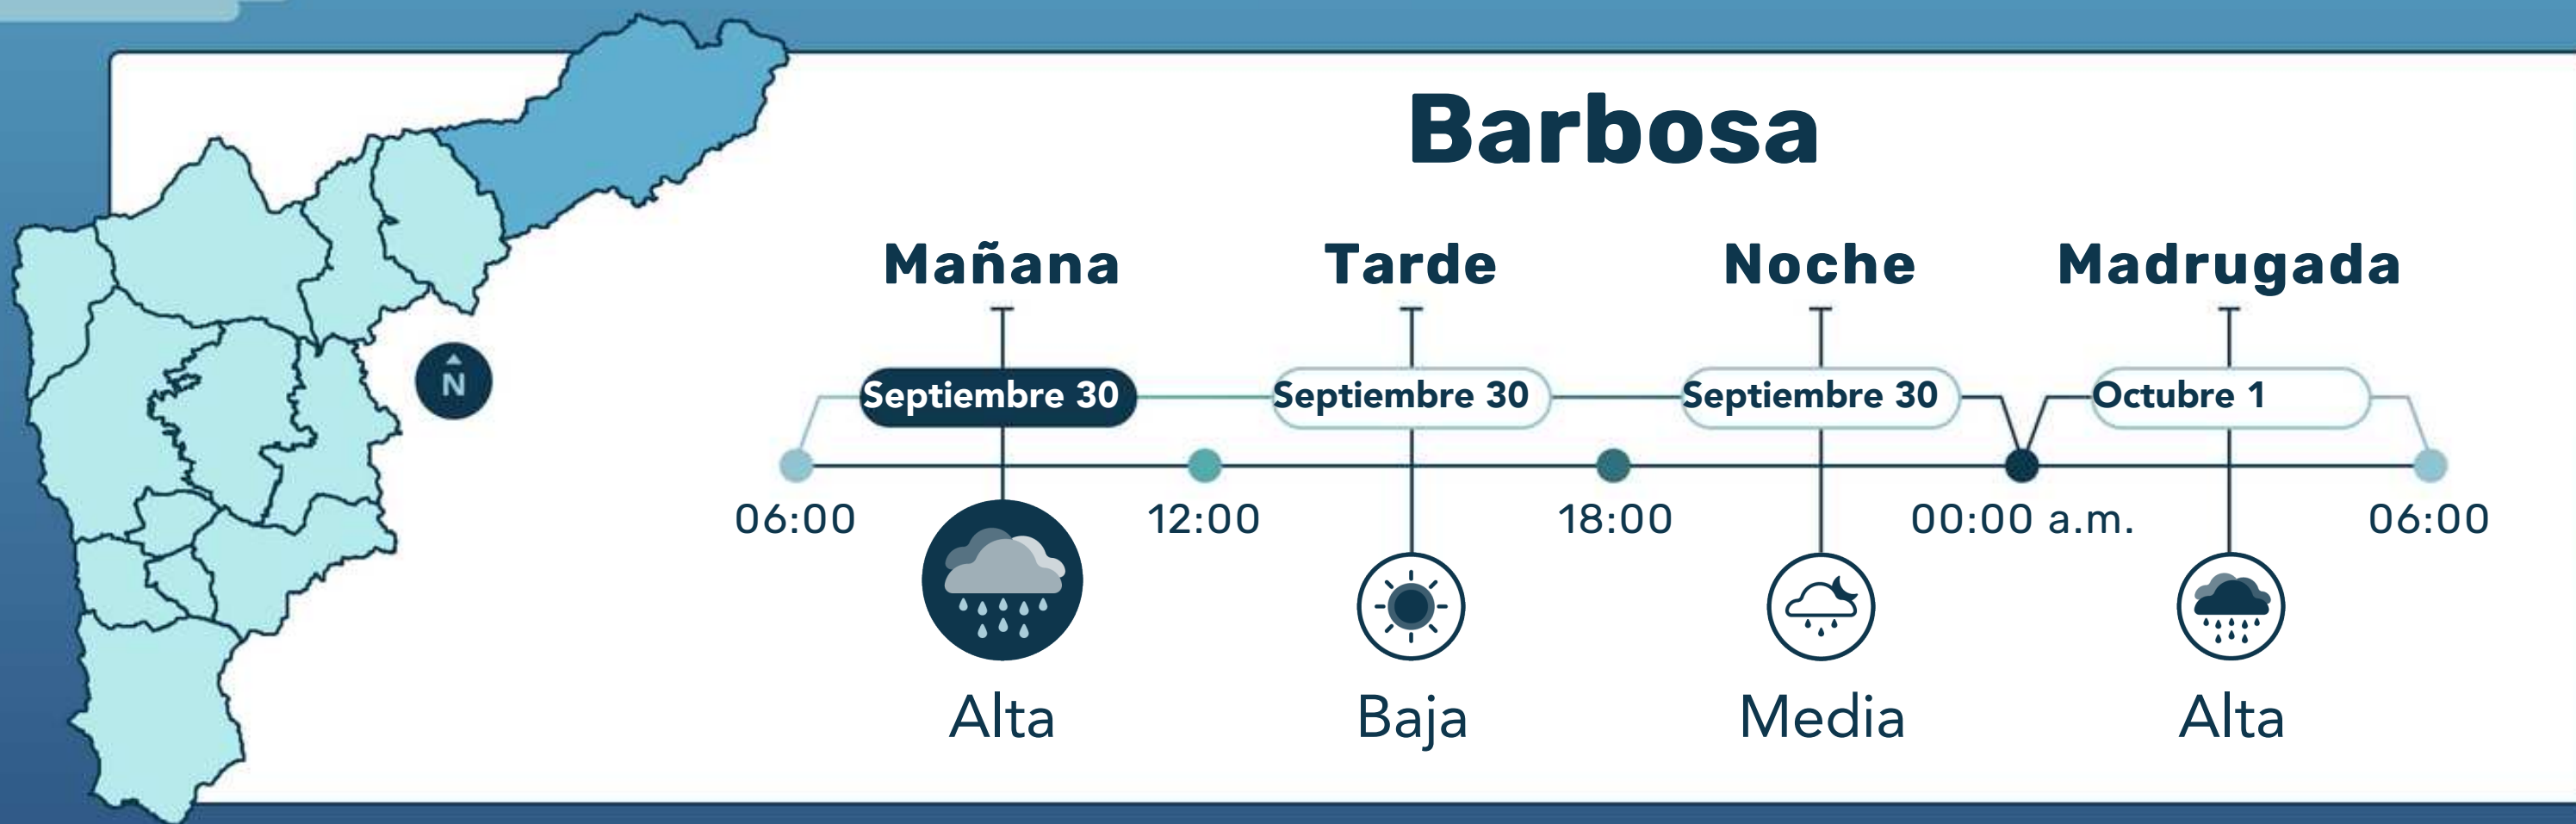 Barbosa
Mañana Tarde Noche Madrugada
Septiembre 30 Septiembre 30 Septiembre 30 Octubre 1
N
06:00 12:00 18:00 00:00 a.m. 06:00
Alta Baja Media Alta